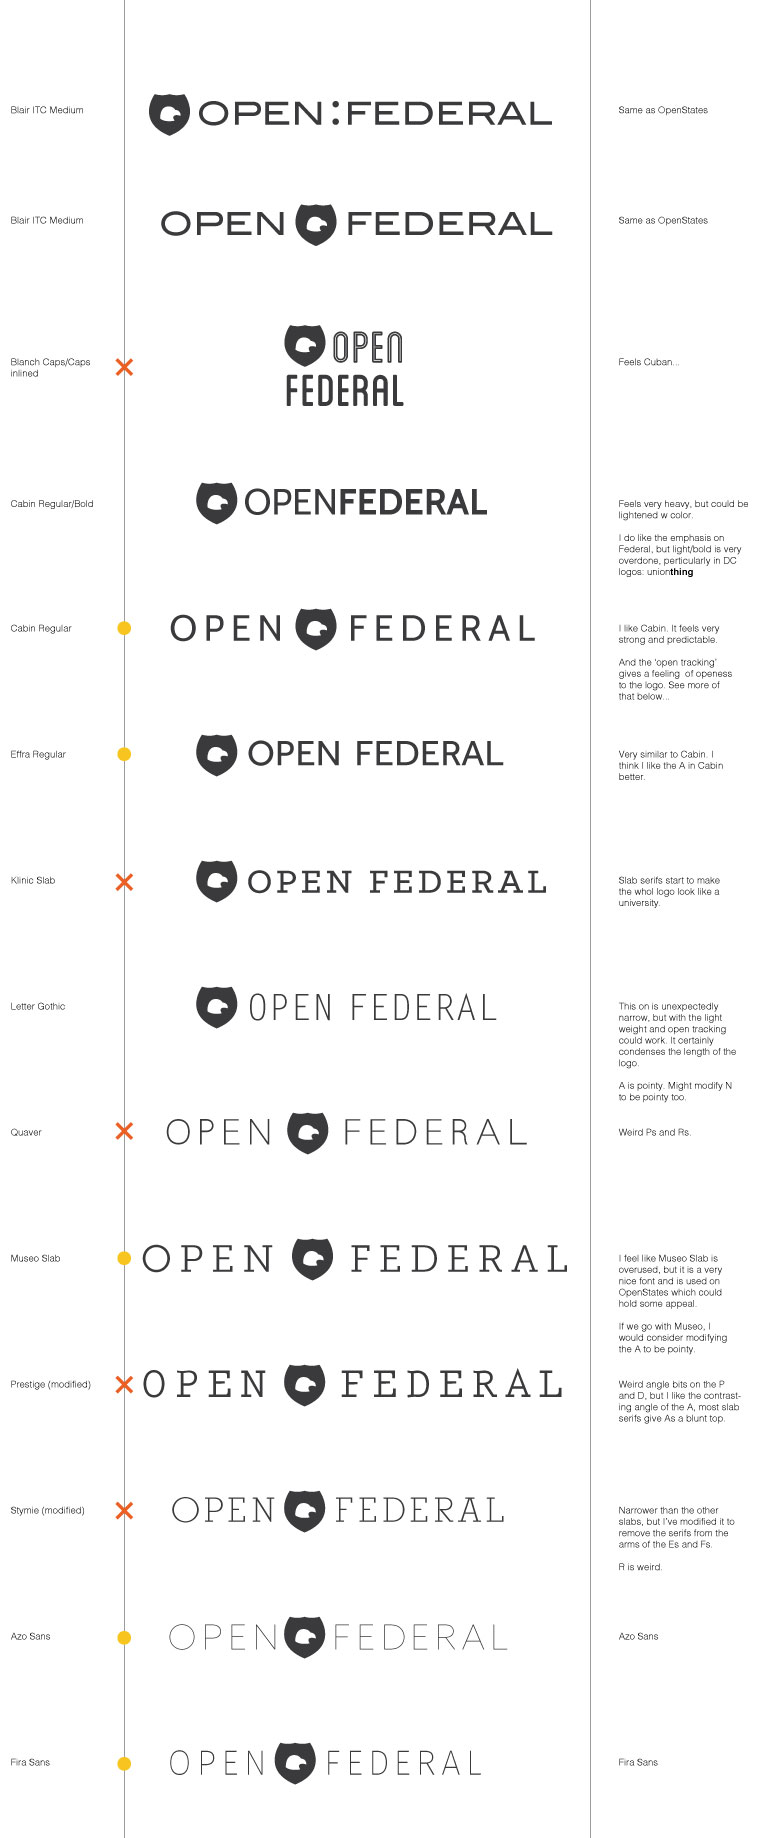 Blair ITC Medium
OPEN:FEDERAL
Same as OpenStates
Blair ITC Medium
OPEN FEDERAL
Same as OpenStates
Blanch Caps/Caps
inlined
OPEN
FEDERAL
Feels Cuban...
Cabin Regular/Bold
OPENFEDERAL
Feels very heavy, but could be
lightened w color.
I do like the emphasis on
Federal, but light/bold is very
overdone, perticularly in DC
logos: unionthing
Cabin Regular
OPEN FEDERAL
I like Cabin. It feels very
strong and predictable.
And the 'open tracking'
gives a feeling of openess
to the logo. See more of
that below...
Effra Regular
OPEN FEDERAL
Very similar to Cabin. I
think I like the A in Cabin
better.
Klinic Slab
OPEN FEDERAL
Slab serifs start to make
the whol logo look like a
university.
Letter Gothic
OPEN FEDERAL
This on is unexpectedly
narrow, but with the light
weight and open tracking
could work. It certainly
condenses the length of the
logo.
A is pointy. Might modify N
to be pointy too.
Quaver
OPEN FEDERAL
Weird Ps and Rs.
Museo Slab
OPEN FEDERAL
I feel like Museo Slab is
overused, but it is a very
nice font and is used on
OpenStates which could
hold some appeal.
If we go with Museo, I
would consider modifying
the A to be pointy.
Prestige (modified)
OPEN FEDERAL
Weird angle bits on the P
and D, but I like the contrast-
ing angle of the A, most slab
serifs give As a blunt top.
Stymie (modified)
OPEN FEDERAL
Narrower than the other
slabs, but I've modified it to
remove the serifs from the
arms of the Es and Fs.
R is weird.
Azo Sans
OPEN FEDERAL
Azo Sans
Fira Sans
OPEN FEDERAL
Fira Sans